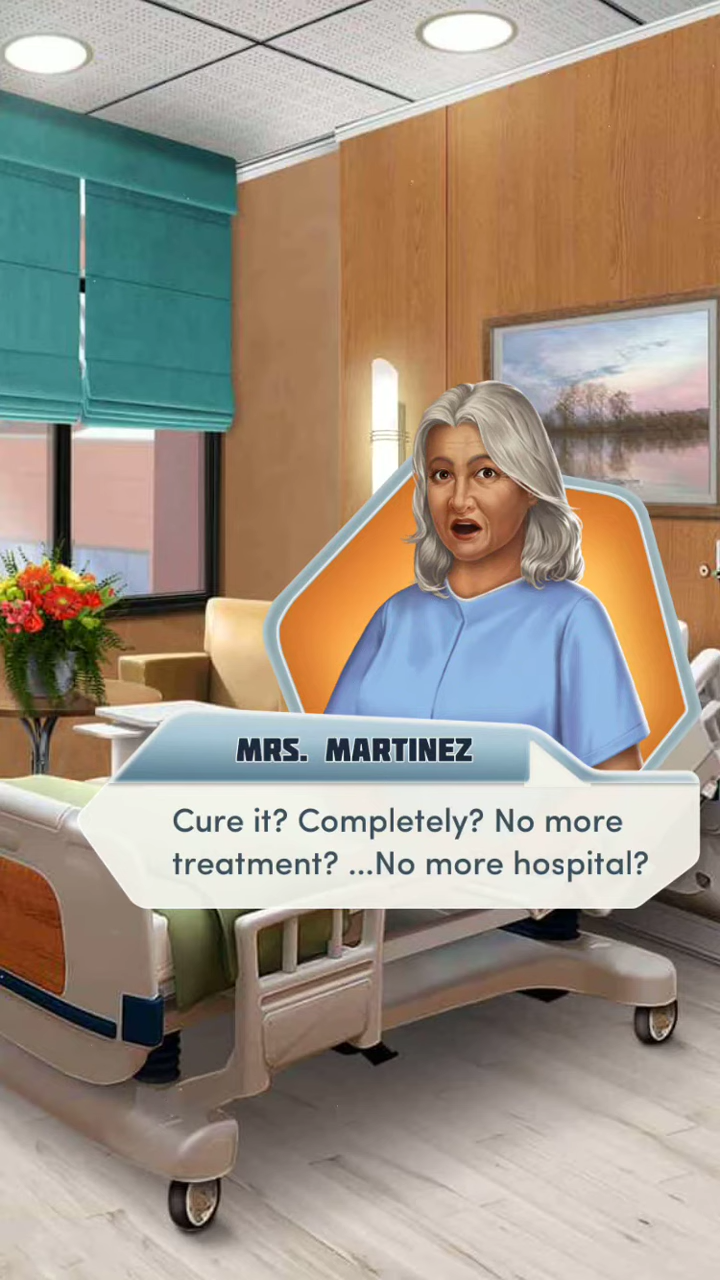 MRS. MARTINEZ
Cure it? Completely? No more
treatment? ...No more hospital?